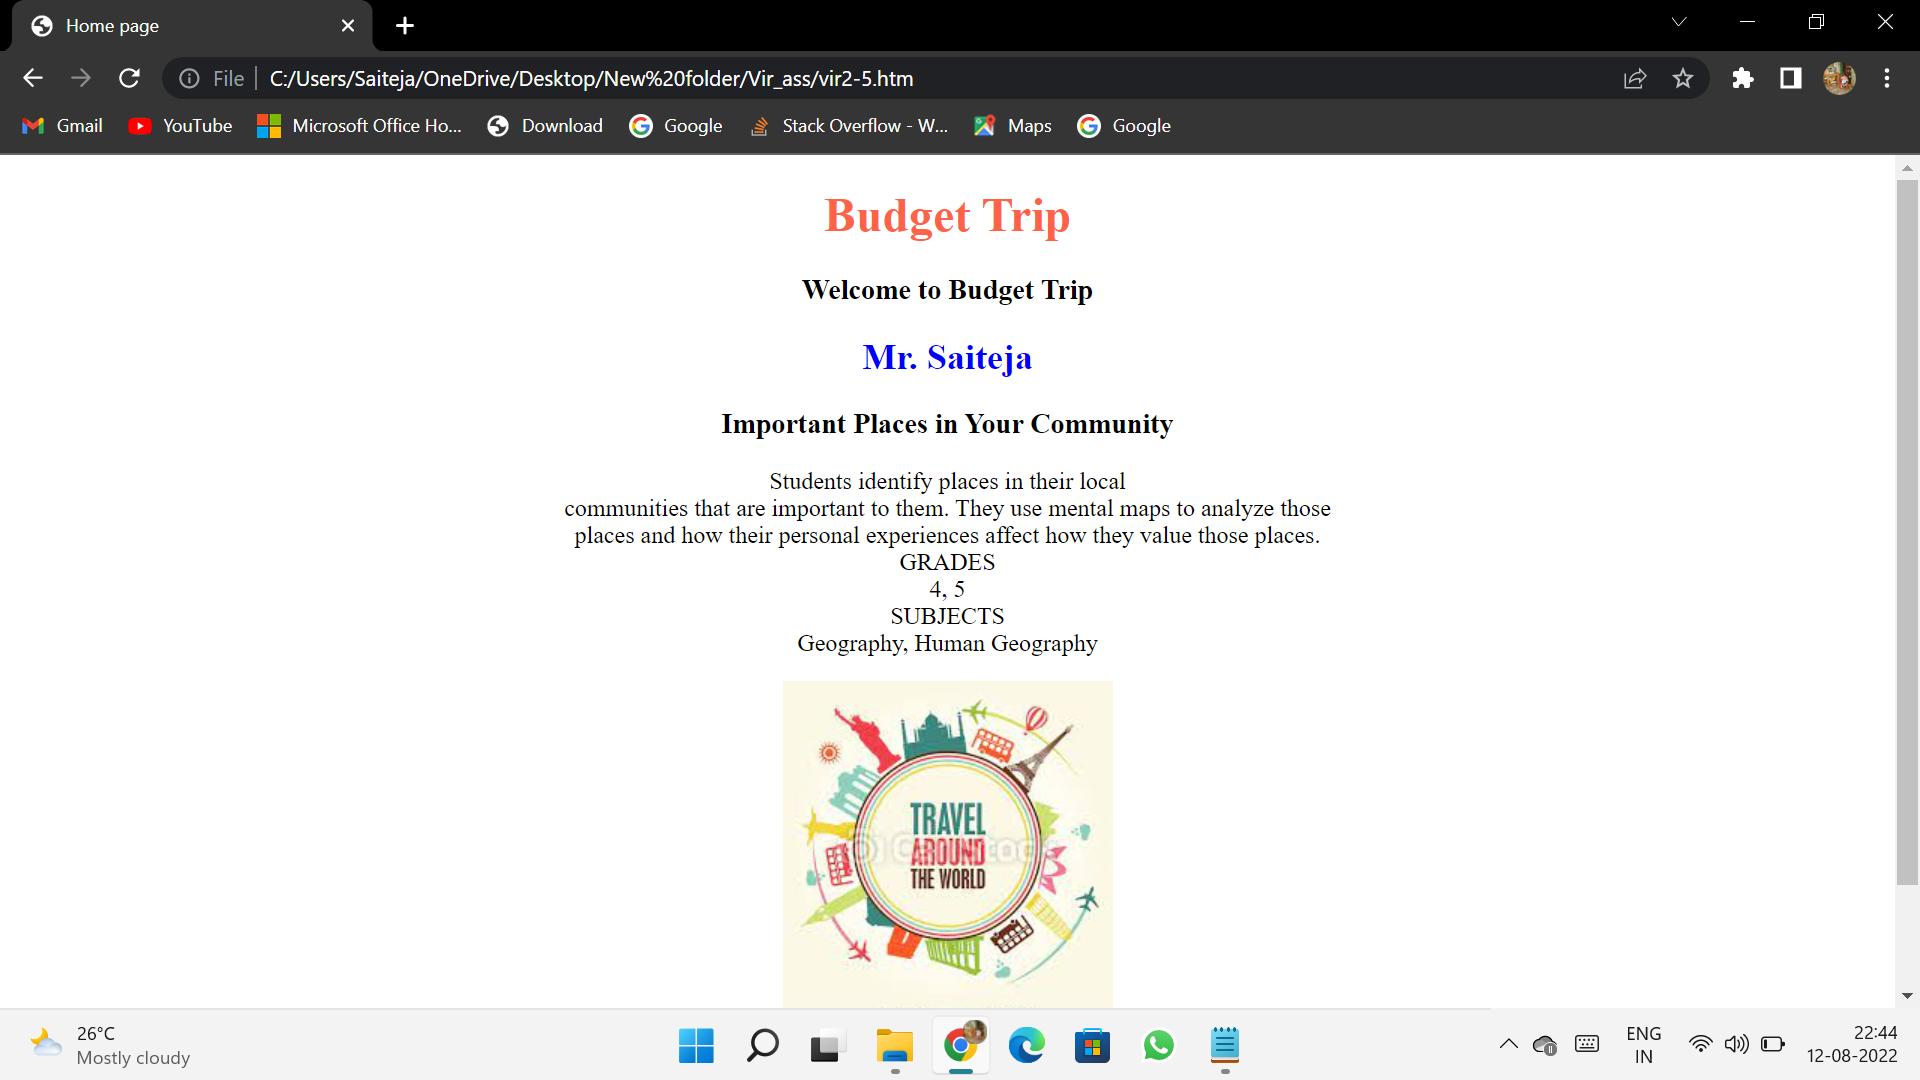 Home page
File
C:/Users/Saiteja/OneDrive/Desktop/New%20folder/Vir_ass/vir2-5.htm
Gmail
YouTube
Microsoft Office Ho...
Download
Google
Stack Overflow - W...
Maps
Google
Budget Trip
Welcome to Budget Trip
Mr. Saiteja
Important Places in Your Community
Students identify places in their local
communities that are important to them. They use mental maps to analyze those
places and how their personal experiences affect how they value those places.
GRADES
4, 5
SUBJECTS
Geography, Human Geography
TRAVEL
AROUND
THE WORLD
26°C
Mostly cloudy
ENG
IN
22:44
12-08-2022